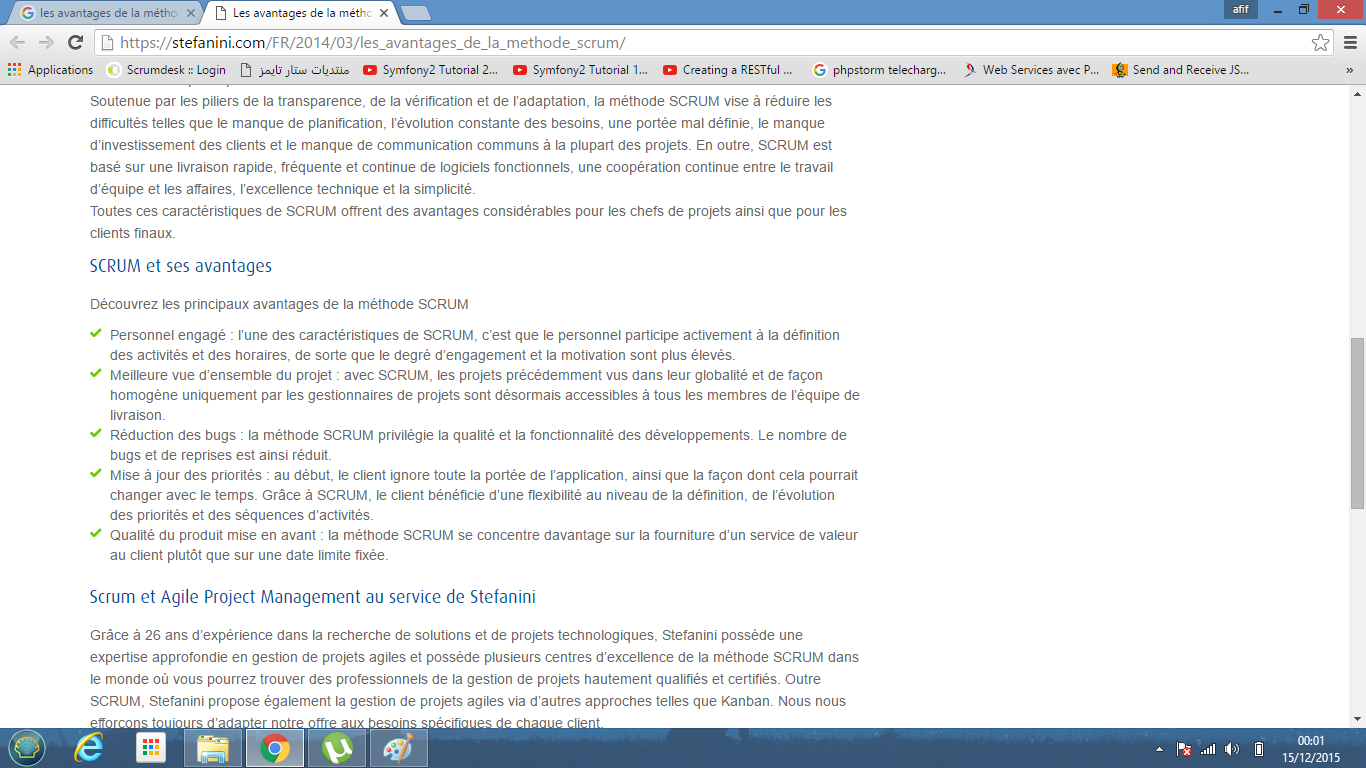 les avantages de la métho
Les avantages de la métho
afif
https://stefanini.com/FR/2014/03/les_avantages_de_la_methode_scrum/
Applications
Scrumdesk :: Login
منتديات ستار تايمز
Symfony2 Tutorial 2...
Symfony2 Tutorial 1...
Creating a RESTful ...
phpstorm telecharg...
Web Services avec P...
Send and Receive JS...
»
Soutenue par les piliers de la transparence, de la vérification et de l’adaptation, la méthode SCRUM vise à réduire les
difficultés telles que le manque de planification, l’évolution constante des besoins, une portée mal définie, le manque
d’investissement des clients et le manque de communication communs à la plupart des projets. En outre, SCRUM est
basé sur une livraison rapide, fréquente et continue de logiciels fonctionnels, une coopération continue entre le travail
d’équipe et les affaires, l’excellence technique et la simplicité.
Toutes ces caractéristiques de SCRUM offrent des avantages considérables pour les chefs de projets ainsi que pour les
clients finaux.
SCRUM et ses avantages
Découvrez les principaux avantages de la méthode SCRUM
Personnel engagé : l’une des caractéristiques de SCRUM, c’est que le personnel participe activement à la définition
des activités et des horaires, de sorte que le degré d’engagement et la motivation sont plus élevés.
Meilleure vue d’ensemble du projet : avec SCRUM, les projets précédemment vus dans leur globalité et de façon
homogène uniquement par les gestionnaires de projets sont désormais accessibles à tous les membres de l’équipe de
livraison.
Réduction des bugs : la méthode SCRUM privilégie la qualité et la fonctionnalité des développements. Le nombre de
bugs et de reprises est ainsi réduit.
Mise à jour des priorités : au début, le client ignore toute la portée de l’application, ainsi que la façon dont cela pourrait
changer avec le temps. Grâce à SCRUM, le client bénéficie d’une flexibilité au niveau de la définition, de l’évolution
des priorités et des séquences d’activités.
Qualité du produit mise en avant : la méthode SCRUM se concentre davantage sur la fourniture d’un service de valeur
au client plutôt que sur une date limite fixée.
Scrum et Agile Project Management au service de Stefanini
Grâce à 26 ans d’expérience dans la recherche de solutions et de projets technologiques, Stefanini possède une
expertise approfondie en gestion de projets agiles et possède plusieurs centres d’excellence de la méthode SCRUM dans
le monde où vous pourrez trouver des professionnels de la gestion de projets hautement qualifiés et certifiés. Outre
SCRUM, Stefanini propose également la gestion de projets agiles via d’autres approches telles que Kanban. Nous nous
efforçons toujours d’adapter notre offre aux besoins spécifiques de chaque client.
00:01
15/12/2015